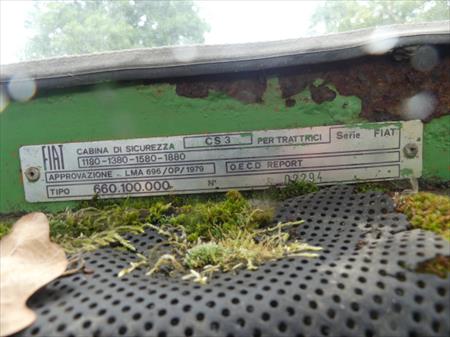 FIAT CABINA DI SICUREZZA CS 3 PER TRATTRICI Serie FIAT
1180-1380-1580-1880
APPROVAZIONE - LMA 696/OP/1979 O.E.C.D REPORT
TIPO 660.100.000 N° 03294